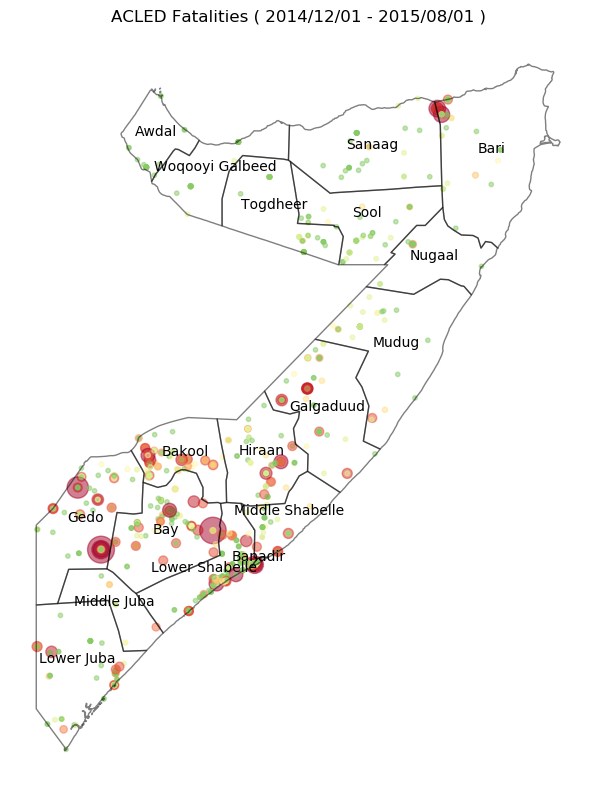 ACLED Fatalities ( 2014/12/01 - 2015/08/01 )
Awdal
Sanaag
Bari
Woqooyi Galbeed
Togdheer
Sool
Nugaal
Mudug
Galgaduud
Bakool
Hiraan
Middle Shabelle
Gedo
Bay
Banadir
Lower Shabelle
Middle Juba
Lower Juba